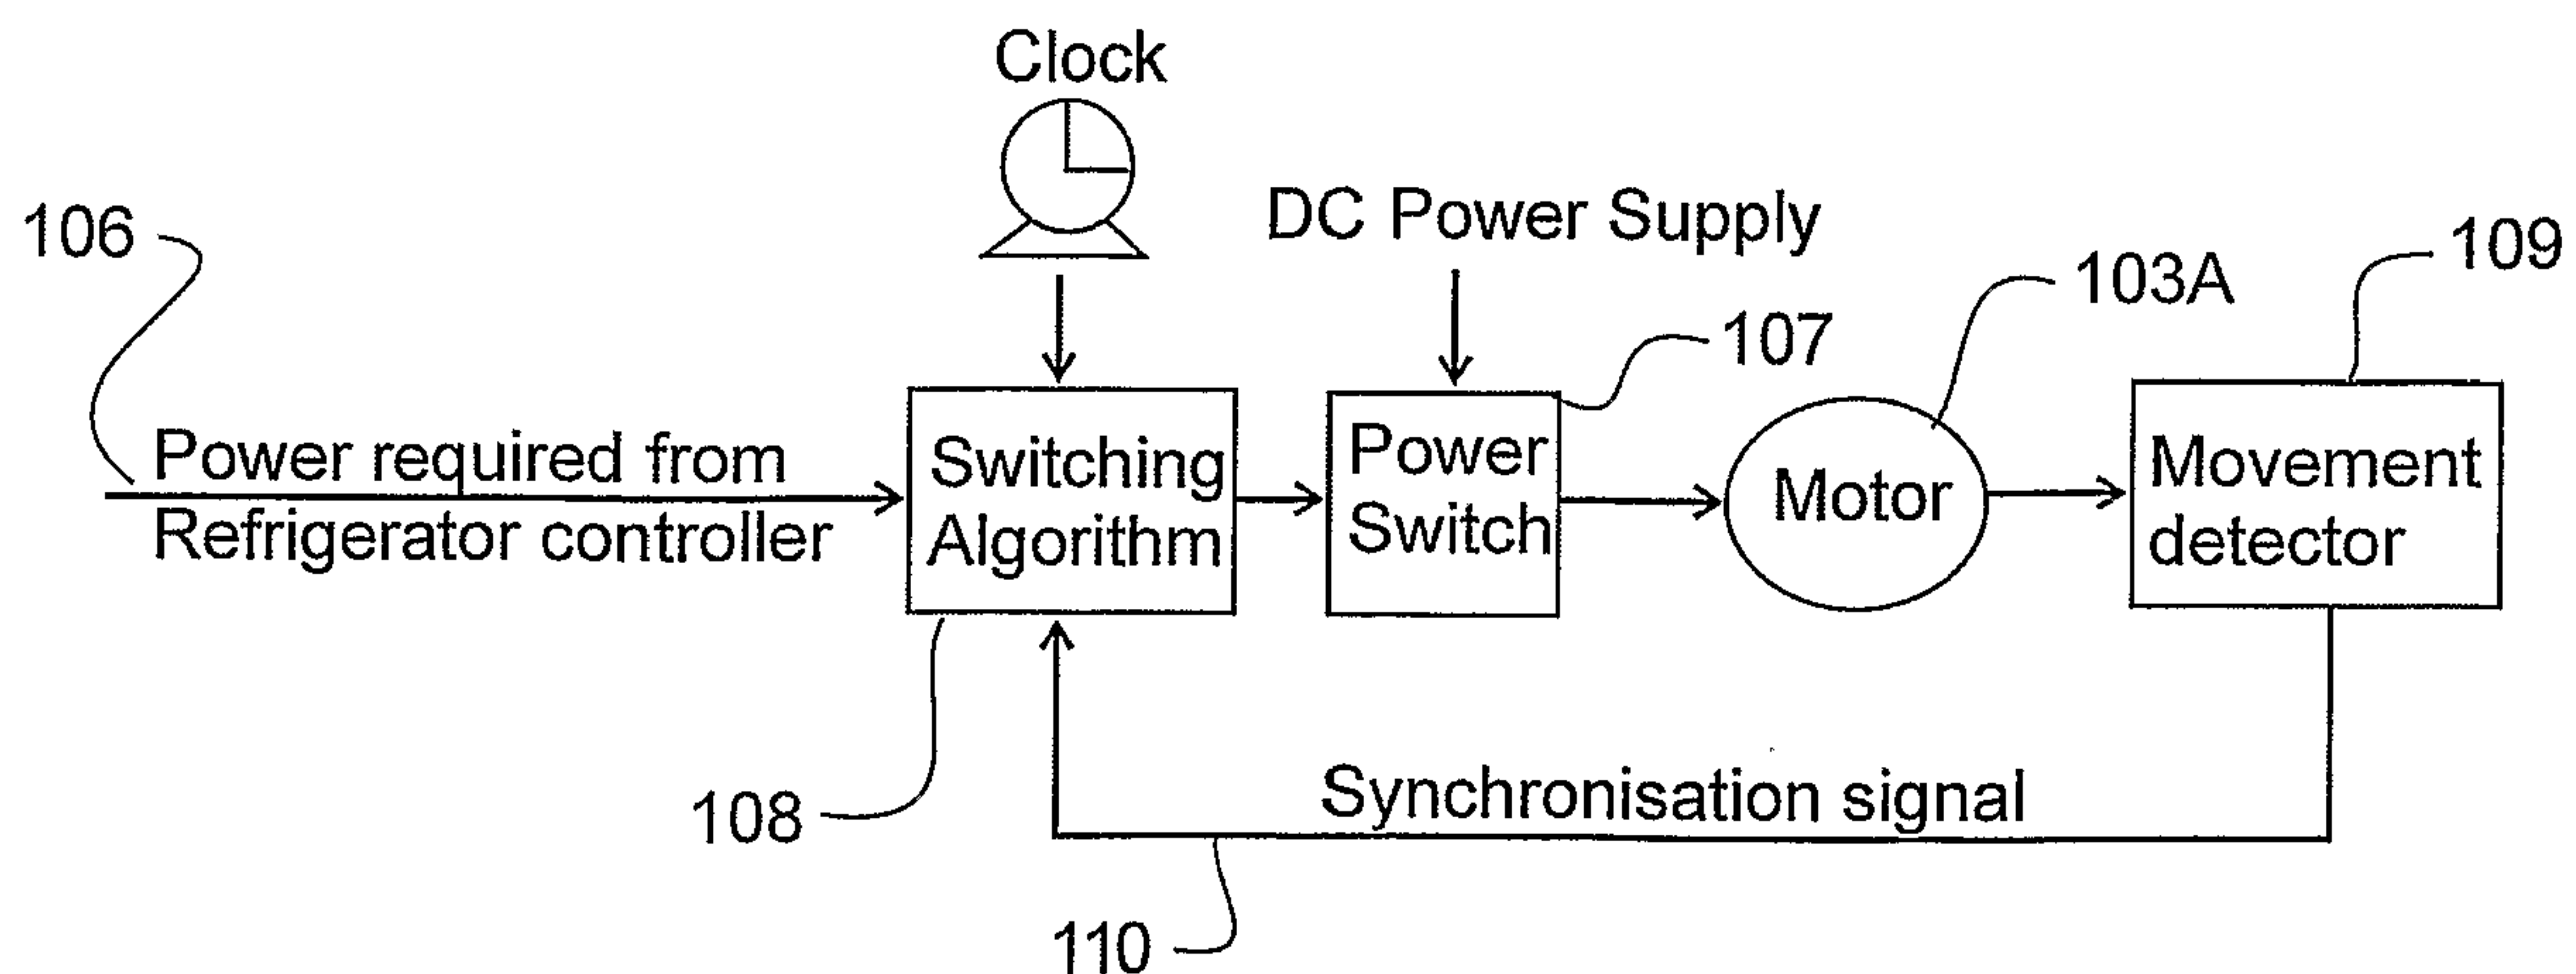 Clock
106
DC Power Supply
109
103A
107
Power required from
Refrigerator controller
Switching
Algorithm
Power
Switch
Motor
Movement
detector
108
Synchronisation signal
110